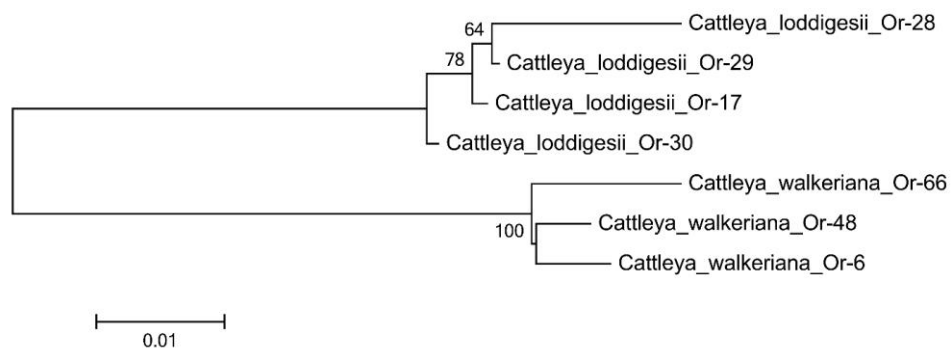 64
Cattleya_loddigesii_Or-28
78
Cattleya_loddigesii_Or-29
Cattleya_loddigesii_Or-17
Cattleya_loddigesii_Or-30
Cattleya_walkeriana_Or-66
100
Cattleya_walkeriana_Or-48
Cattleya_walkeriana_Or-6
0.01